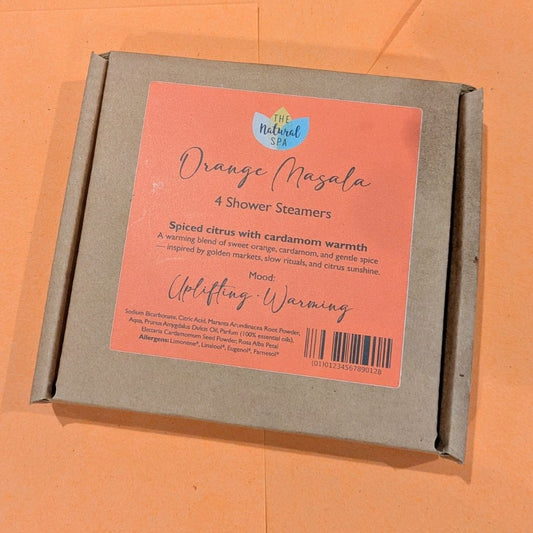 THE
Natural
SPA
Orange Masala
4 Shower Steamers
Spiced citrus with cardamom warmth
A warming blend of sweet orange, cardamom, and gentle spice
— inspired by golden markets, slow rituals, and citrus sunshine.
Mood:
Uplifting · Warming
Sodium Bicarbonate, Citric Acid, Maranta Arundinacea Root Powder,
Aqua, Prunus Amygdalus Dulcis Oil, Parfum (100% essential oils),
Elettaria Cardamomum Seed Powder, Rosa Alba Petal
Allergens: Limonene*, Linalool*, Eugenol*, Farnesol*
(01)01234567890128